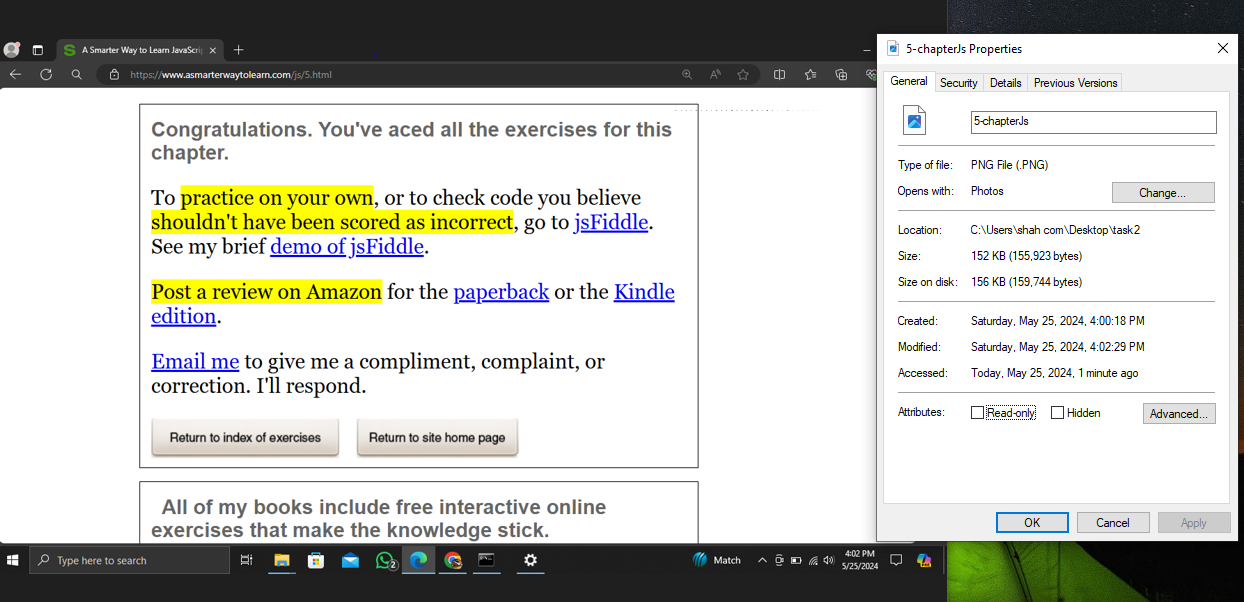 A Smarter Way to Learn JavaScri
https://www.asmarterwaytolearn.com/js/5.html
Congratulations. You've aced all the exercises for this
chapter.
To practice on your own, or to check code you believe
shouldn't have been scored as incorrect, go to jsFiddle.
See my brief demo of jsFiddle.
Post a review on Amazon for the paperback or the Kindle
edition.
Email me to give me a compliment, complaint, or
correction. I'll respond.
Return to index of exercises
Return to site home page
All of my books include free interactive online
exercises that make the knowledge stick.
5-chapterJs Properties
General Security Details Previous Versions
5-chapterJs
Type of file: PNG File (.PNG)
Opens with: Photos Change...
Location: C:\Users\shah com\Desktop\task2
Size: 152 KB (155,923 bytes)
Size on disk: 156 KB (159,744 bytes)
Created: Saturday, May 25, 2024, 4:00:18 PM
Modified: Saturday, May 25, 2024, 4:02:29 PM
Accessed: Today, May 25, 2024, 1 minute ago
Attributes: Read-only Hidden Advanced...
OK Cancel Apply
Type here to search
2
Match
4:02 PM
5/25/2024